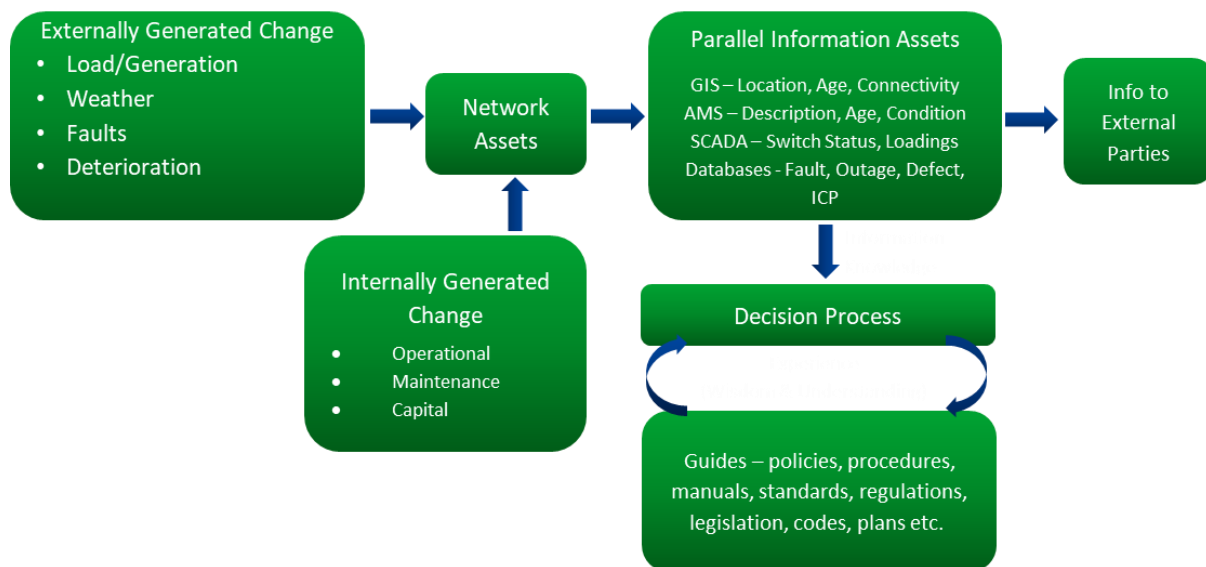 Externally Generated Change
• Load/Generation
• Weather
• Faults
• Deterioration
Network
Assets
Parallel Information Assets
GIS – Location, Age, Connectivity
AMS – Description, Age, Condition
SCADA – Switch Status, Loadings
Databases - Fault, Outage, Defect,
ICP
Info to
External
Parties
Internally Generated
Change
• Operational
• Maintenance
• Capital
Decision Process
Guides – policies, procedures,
manuals, standards, regulations,
legislation, codes, plans etc.